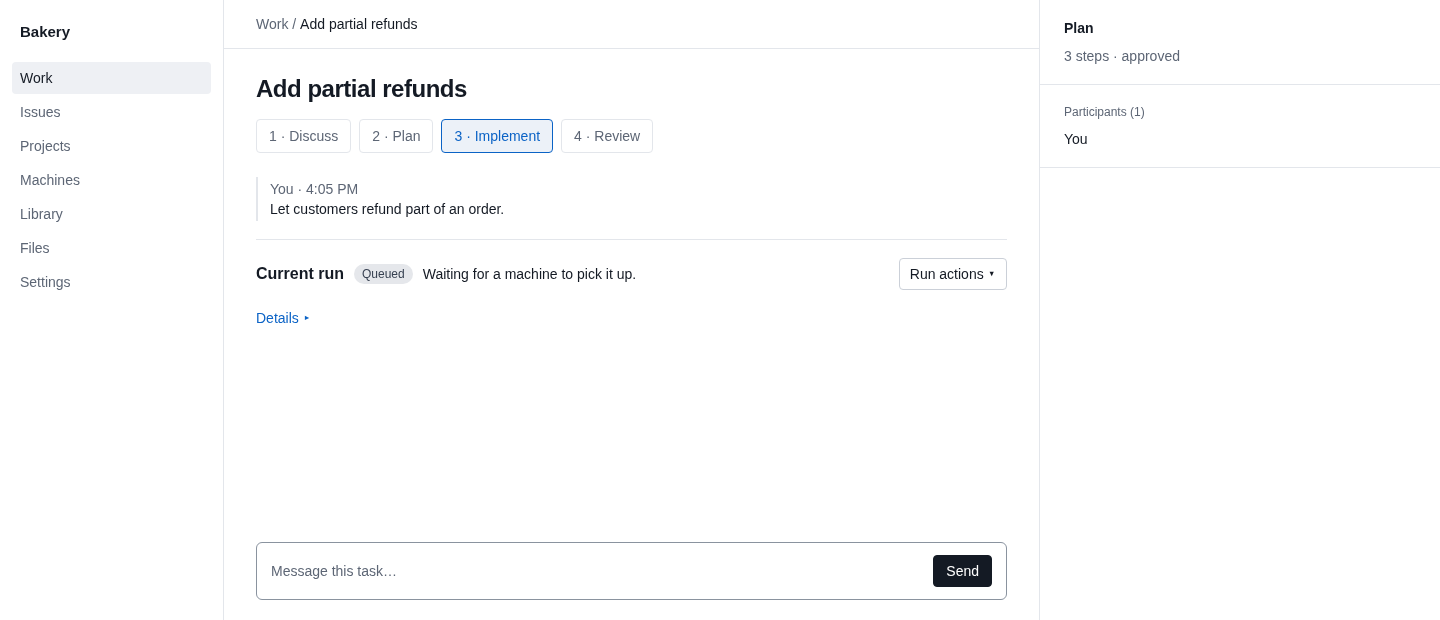 Bakery
Work
Issues
Projects
Machines
Library
Files
Settings
Work / Add partial refunds
Add partial refunds
1 · Discuss
2 · Plan
3 · Implement
4 · Review
You · 4:05 PM
Let customers refund part of an order.
Current run
Queued
Waiting for a machine to pick it up.
Run actions ▾
Details ▸
Message this task…
Send
Plan
3 steps · approved
Participants (1)
You